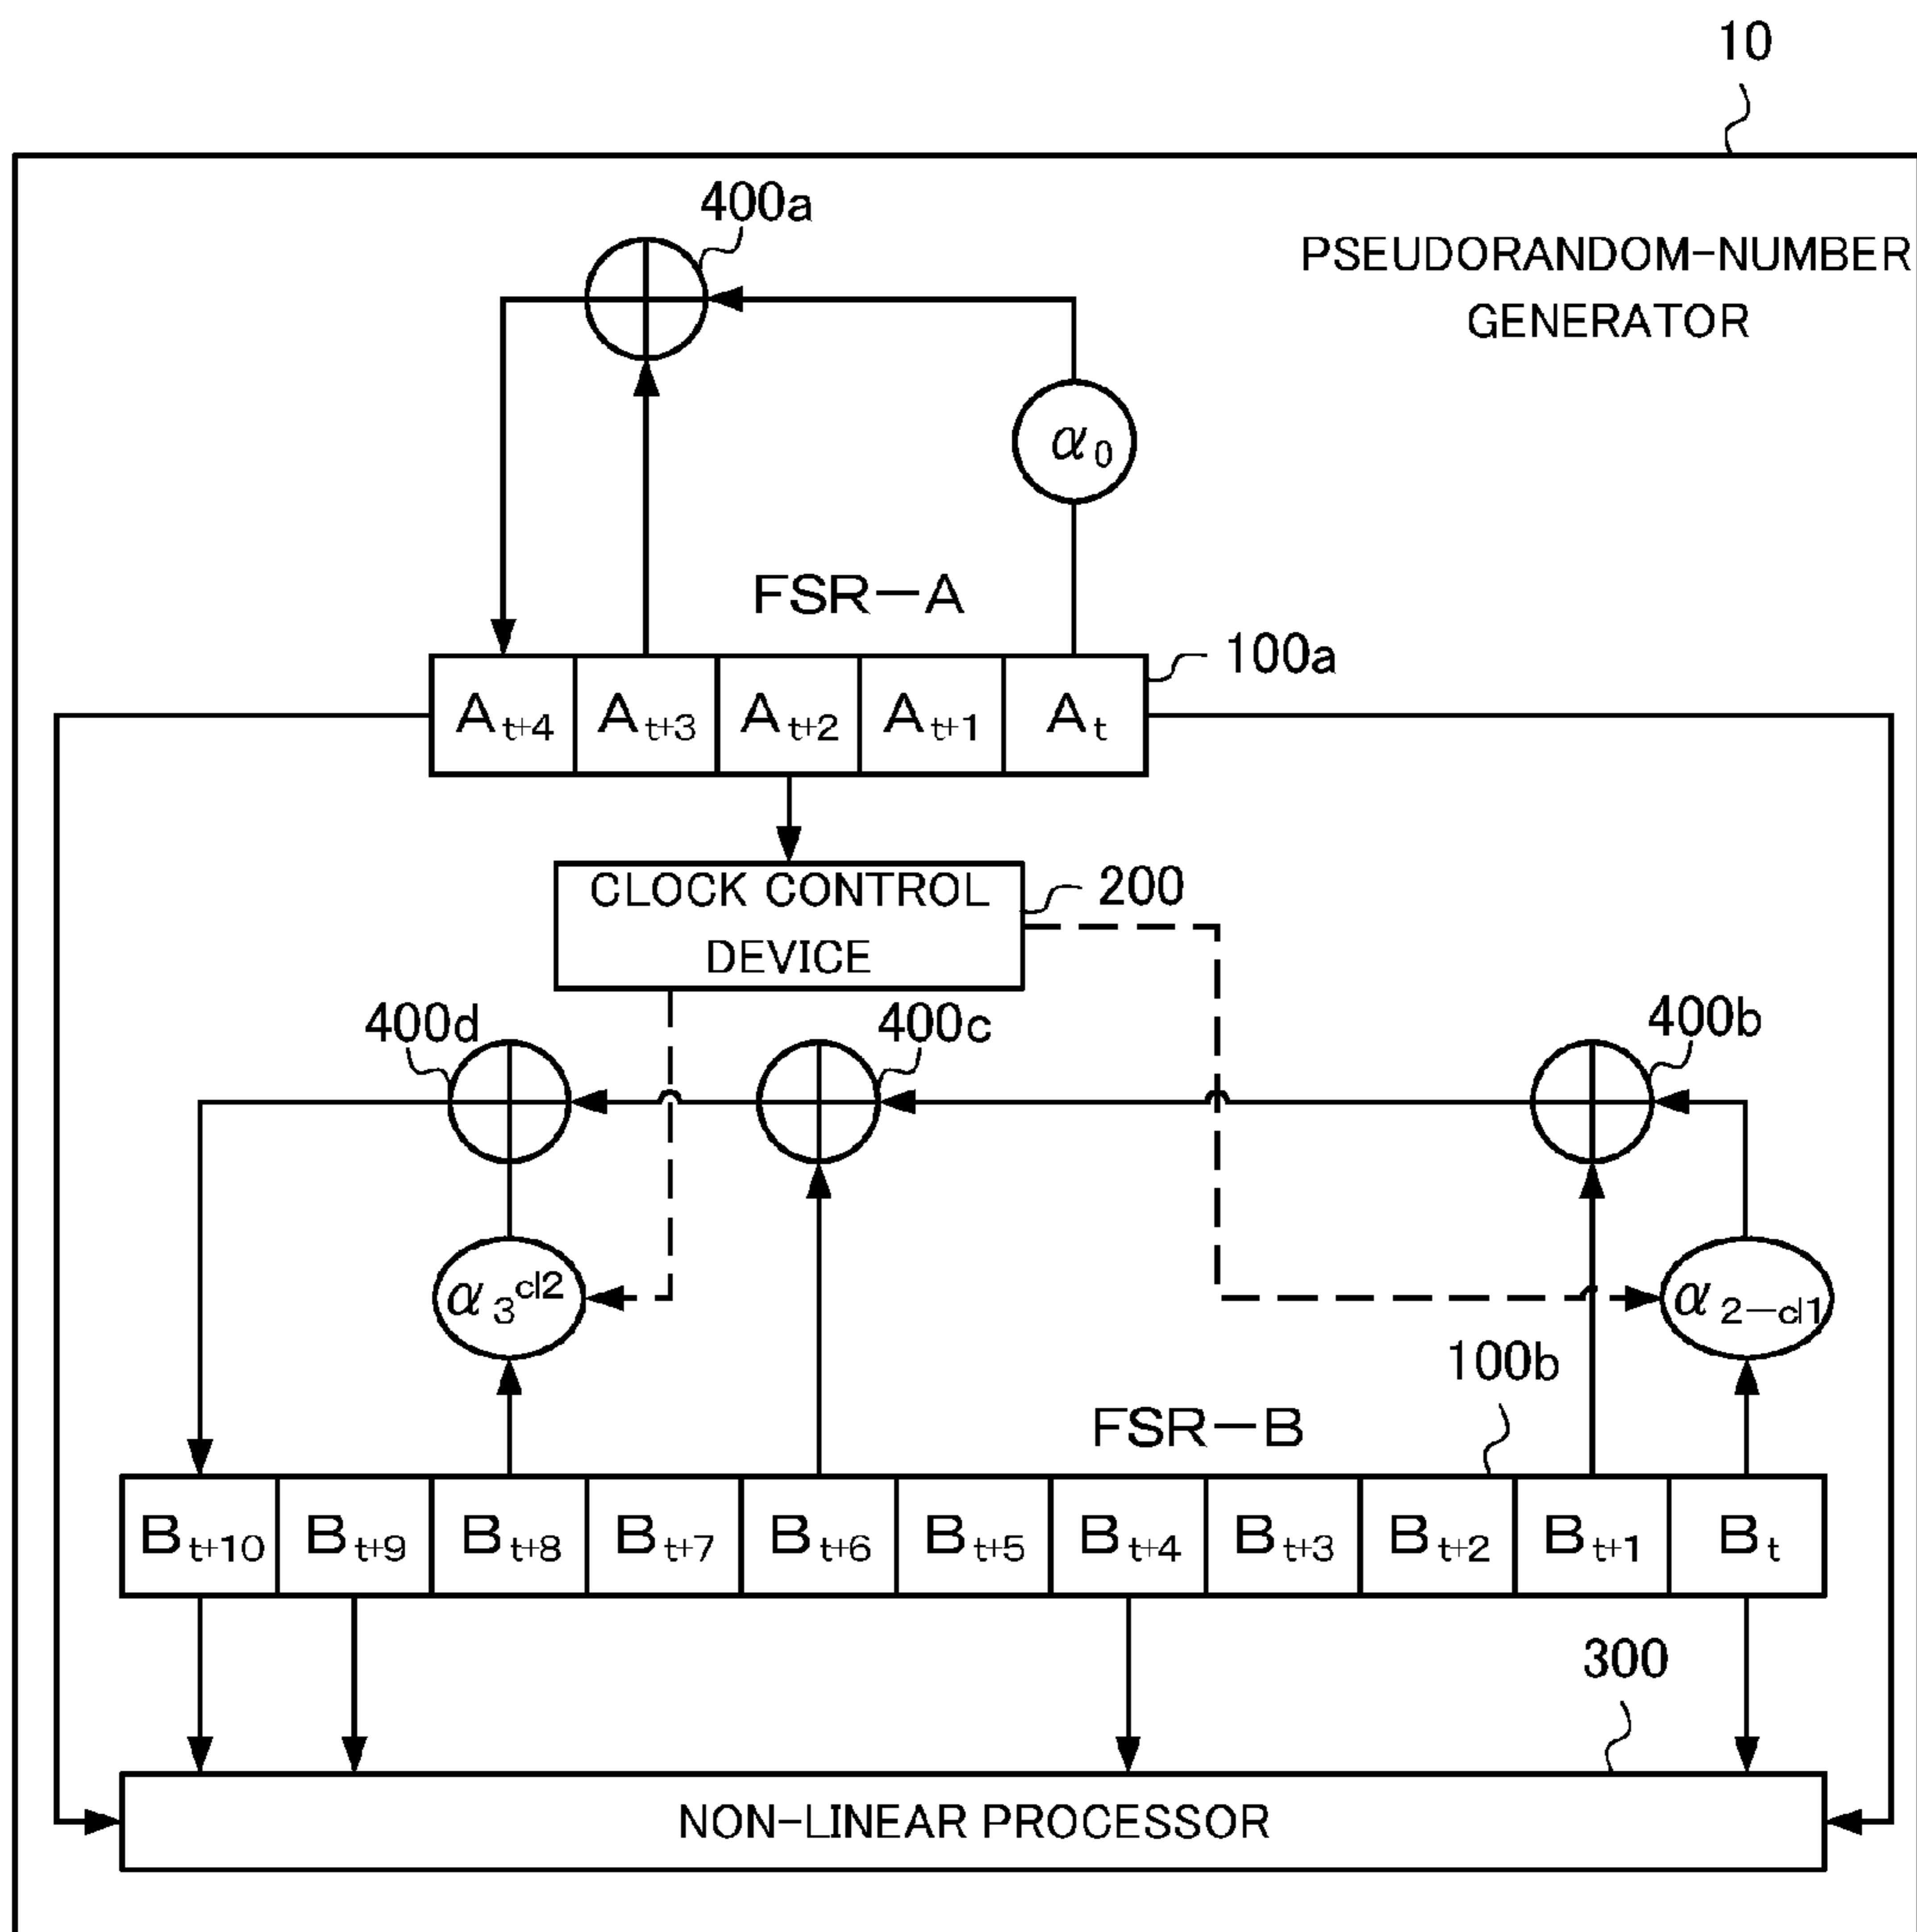 10
400a
PSEUDORANDOM-NUMBER
GENERATOR
α0
FSR-A
100a
At+4 At+3 At+2 At+1 At
CLOCK CONTROL
DEVICE
200
400d
400c
400b
α3cl2
α2-cl1
100b
FSR-B
Bt+10 Bt+9 Bt+8 Bt+7 Bt+6 Bt+5 Bt+4 Bt+3 Bt+2 Bt+1 Bt
300
NON-LINEAR PROCESSOR